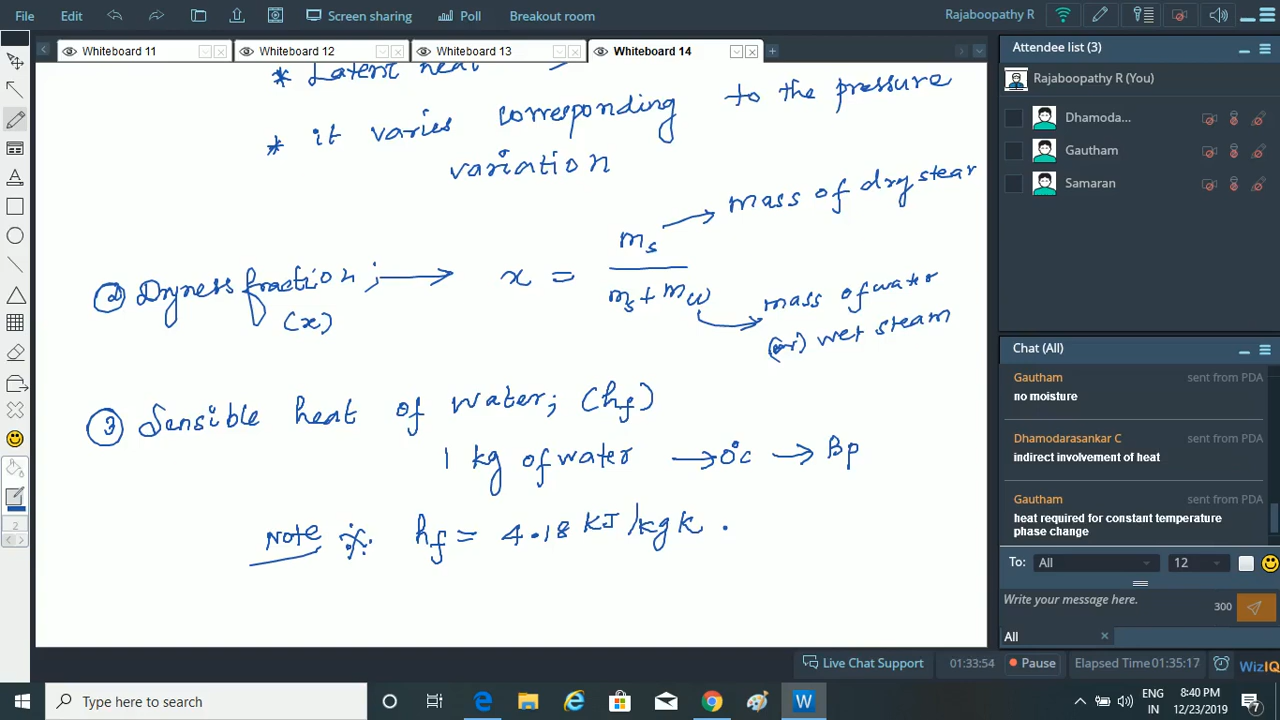 File Edit Screen sharing Poll Breakout room Rajaboopathy R
Whiteboard 11 Whiteboard 12 Whiteboard 13 Whiteboard 14
Attendee list (3)
Rajaboopathy R (You)
Dhamoda...
Gautham
Samaran
* Latent heat
* it varies corresponding to the pressure
variation
② Dryness fraction ; → x = ms / ms + mw
(x)
mass of dry stear
mass of water
(or) wet steam
③ Sensible heat of water; (hf)
1 kg of water → 0°c → Bp
Note hf = 4.18 KJ/kg k .
Chat (All)
Gautham sent from PDA
no moisture
Dhamodarasankar C sent from PDA
indirect involvement of heat
Gautham sent from PDA
heat required for constant temperature
phase change
To: All 12
Write your message here. 300
All
2
Live Chat Support 01:33:54 Pause Elapsed Time 01:35:17 WizIQ
Type here to search
W
ENG
IN
8:40 PM
12/23/2019